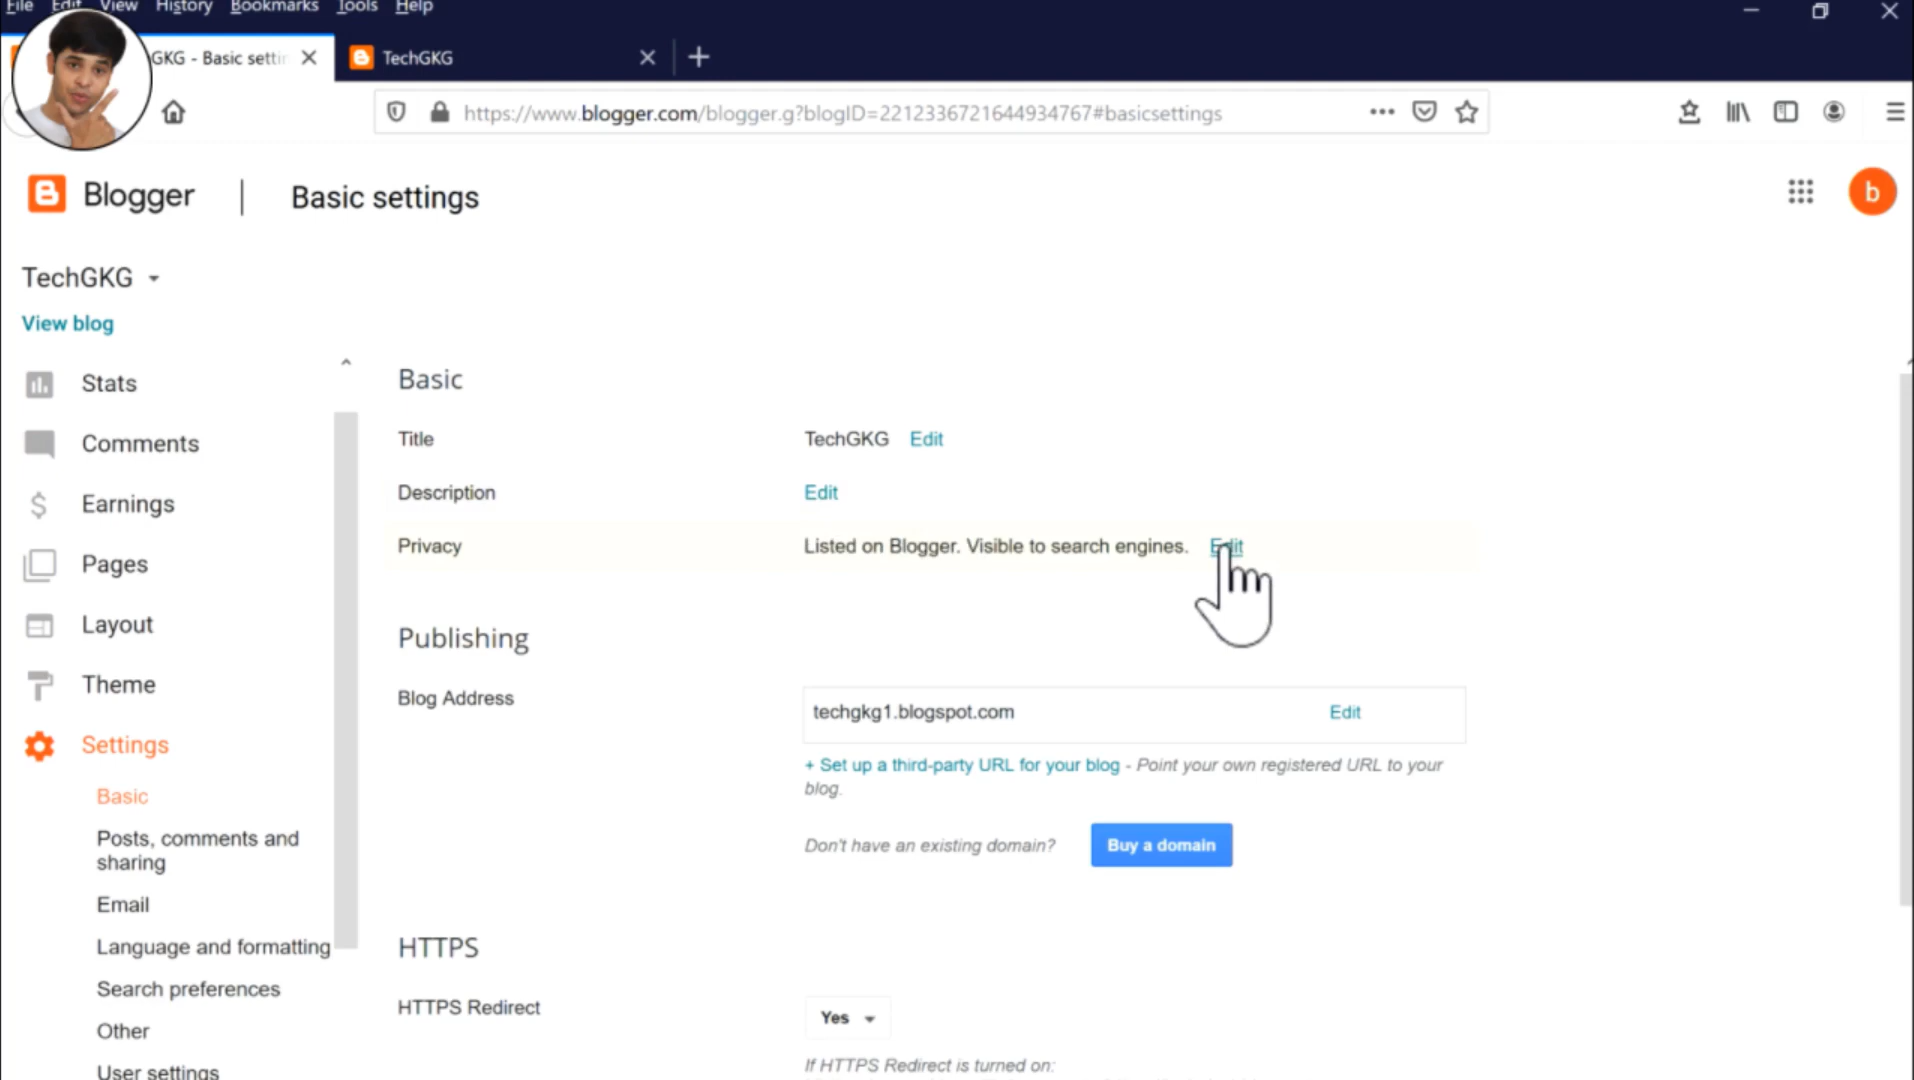 File Edit View History Bookmarks Tools Help
GKG - Basic settin
TechGKG
https://www.blogger.com/blogger.g?blogID=2212336721644934767#basicsettings
Blogger | Basic settings
b
TechGKG
View blog
Stats
Comments
Earnings
Pages
Layout
Theme
Settings
Basic
Posts, comments and
sharing
Email
Language and formatting
Search preferences
Other
User settings
Basic
Title TechGKG Edit
Description Edit
Privacy Listed on Blogger. Visible to search engines. Edit
Publishing
Blog Address techgkg1.blogspot.com Edit
+ Set up a third-party URL for your blog - Point your own registered URL to your
blog.
Don't have an existing domain? Buy a domain
HTTPS
HTTPS Redirect Yes
If HTTPS Redirect is turned on: